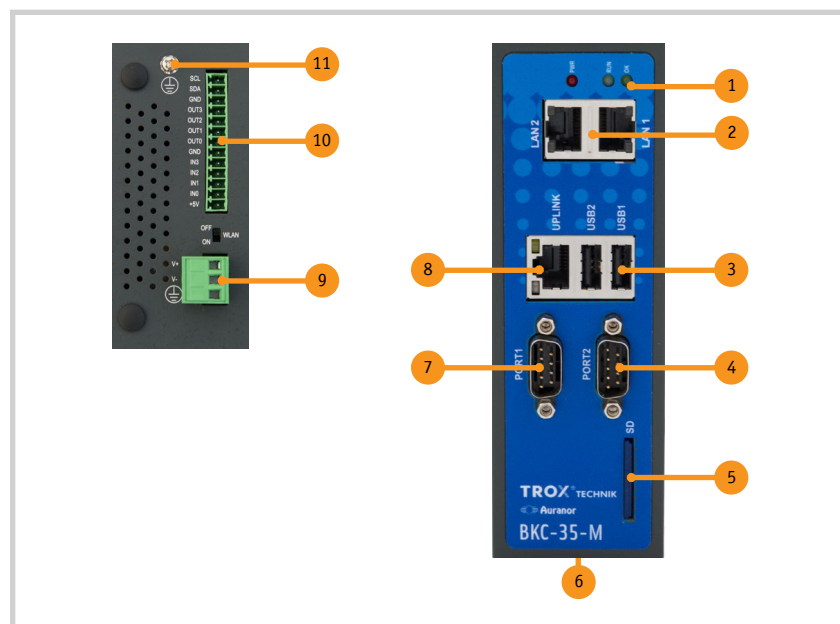 11
SCL
SDA
GND
OUT3
OUT2
OUT1
OUT0
GND
IN3
IN2
IN1
IN0
+5V
10
OFF
ON
WLAN
V+
V-
9
PWR
RUN
OK
1
LAN 2
LAN 1
2
UPLINK
USB2
USB1
8
3
PORT1
PORT2
7
4
SD
5
TROX® TECHNIK
Auranor
BKC-35-M
6